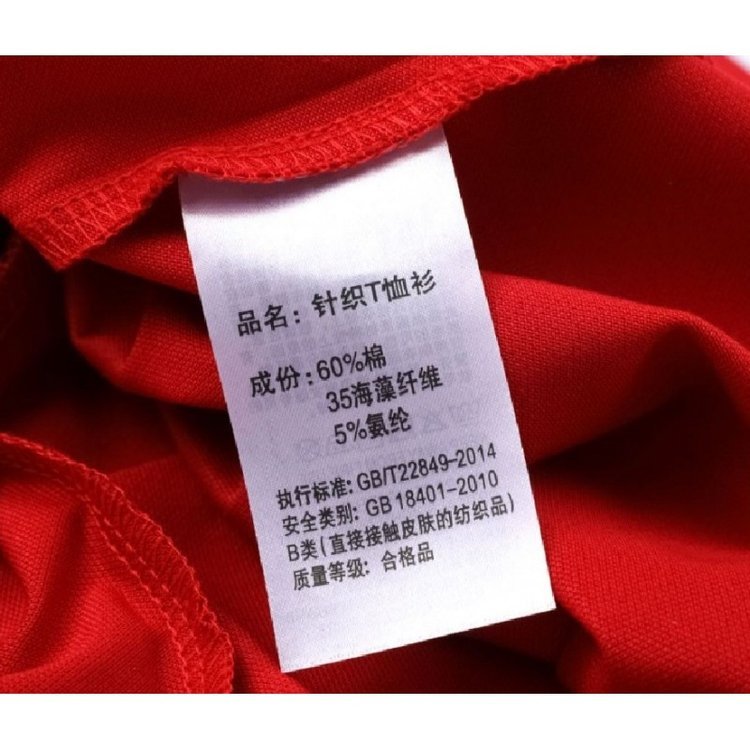 品名：针织T恤衫
成份：60%棉
35海藻纤维
5%氨纶
执行标准：GB/T22849-2014
安全类别：GB 18401-2010
B类(直接接触皮肤的纺织品)
质量等级：合格品